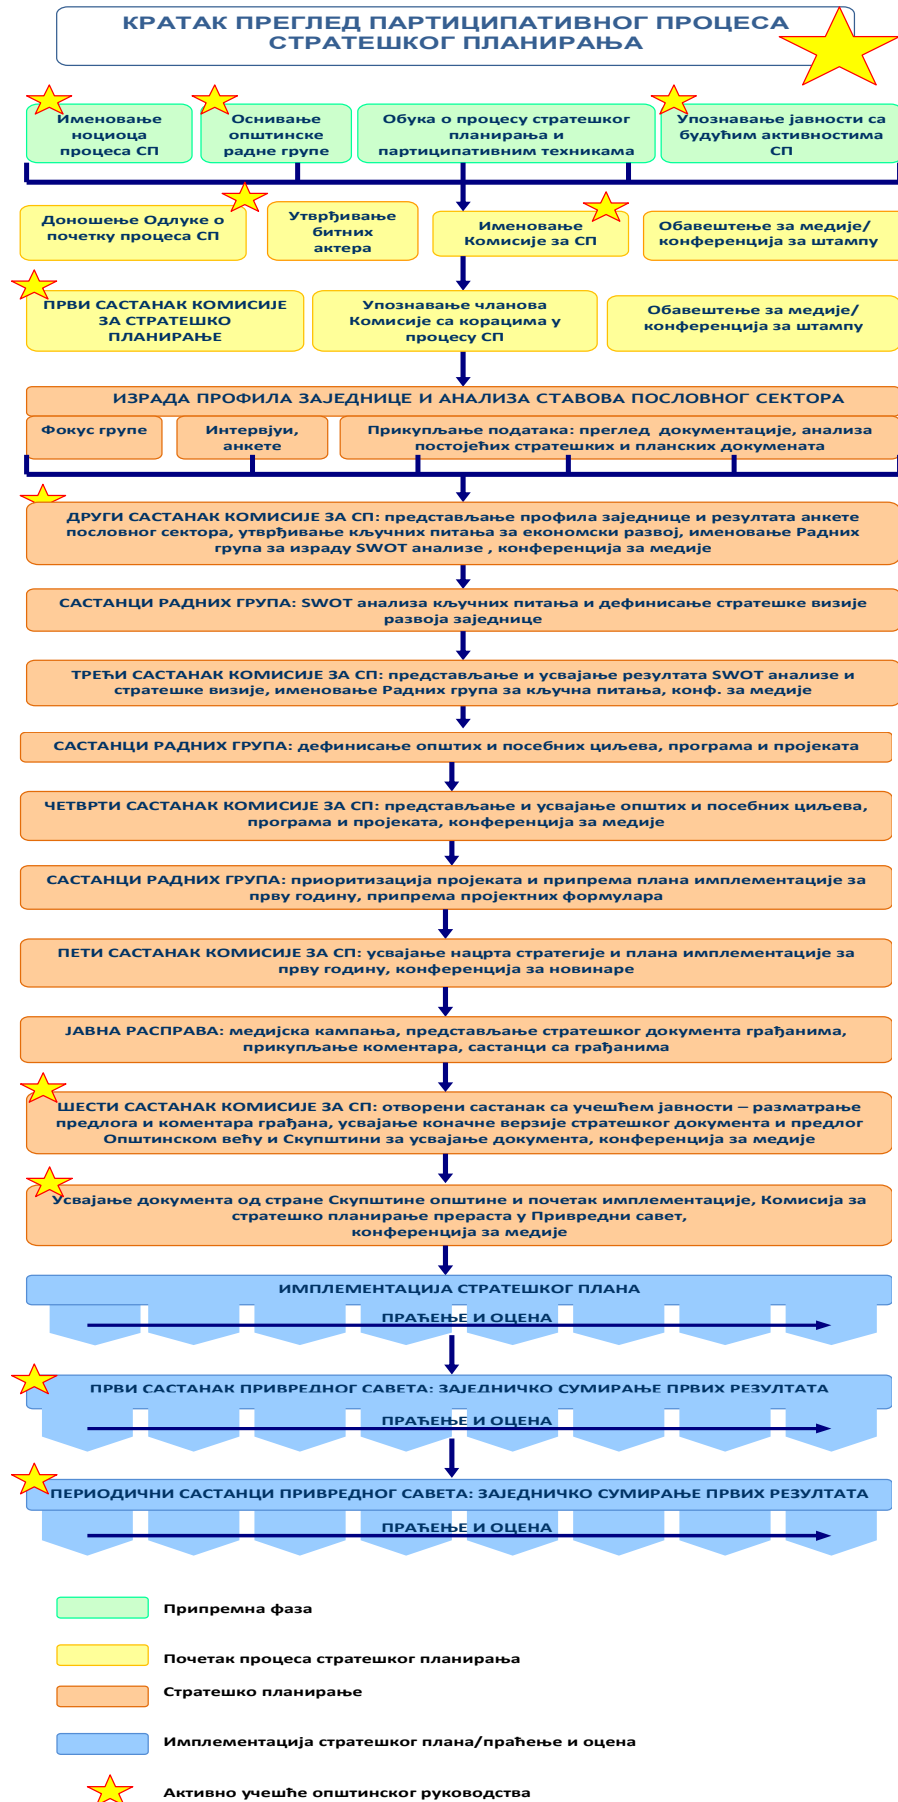 КРАТАК ПРЕГЛЕД ПАРТИЦИПАТИВНОГ ПРОЦЕСА
СТРАТЕШКОГ ПЛАНИРАЊА
Именовање
ноциоца
процеса СП
Оснивање
општинске
радне групе
Обука о процесу стратешког
планирања и
партиципативним техникама
Упознавање јавности са
будућим активностима
СП
Доношење Одлуке о
почетку процеса СП
Утврђивање
битних
актера
Именовање
Комисије за СП
Обавештење за медије/
конференција за штампу
ПРВИ САСТАНАК КОМИСИЈЕ
ЗА СТРАТЕШКО
ПЛАНИРАЊЕ
Упознавање чланова
Комисије са корацима у
процесу СП
Обавештење за медије/
конференција за штампу
ИЗРАДА ПРОФИЛА ЗАЈЕДНИЦЕ И АНАЛИЗА СТАВОВА ПОСЛОВНОГ СЕКТОРА
Фокус групе
Интервјуи,
анкете
Прикупљање података: преглед документације, анализа
постојећих стратешких и планских докумената
ДРУГИ САСТАНАК КОМИСИЈЕ ЗА СП: представљање профила заједнице и резултата анкете
пословног сектора, утврђивање кључних питања за економски развој, именовање Радних
група за израду SWOT анализе , конференција за медије
САСТАНЦИ РАДНИХ ГРУПА: SWOT анализа кључних питања и дефинисање стратешке визије
развоја заједнице
ТРЕЋИ САСТАНАК КОМИСИЈЕ ЗА СП: представљање и усвајање резултата SWOT анализе и
стратешке визије, именовање Радних група за кључна питања, конф. за медије
САСТАНЦИ РАДНИХ ГРУПА: дефинисање општих и посебних циљева, програма и пројеката
ЧЕТВРТИ САСТАНАК КОМИСИЈЕ ЗА СП: представљање и усвајање општих и посебних циљева,
програма и пројеката, конференција за медије
САСТАНЦИ РАДНИХ ГРУПА: приоритизација пројеката и припрема плана имплементације за
прву годину, припрема пројектних формулара
ПЕТИ САСТАНАК КОМИСИЈЕ ЗА СП: усвајање нацрта стратегије и плана имплементације за
прву годину, конференција за новинаре
ЈАВНА РАСПРАВА: медијска кампања, представљање стратешког документа грађанима,
прикупљање коментара, састанци са грађанима
ШЕСТИ САСТАНАК КОМИСИЈЕ ЗА СП: отворени састанак са учешћем јавности – разматрање
предлога и коментара грађана, усвајање коначне верзије стратешког документа и предлог
Општинском већу и Скупштини за усвајање документа, конференција за медије
Усвајање документа од стране Скупштине општине и почетак имплементације, Комисија за
стратешко планирање прераста у Привредни савет,
конференција за медије
ИМПЛЕМЕНТАЦИЈА СТРАТЕШКОГ ПЛАНА
ПРАЋЕЊЕ И ОЦЕНА
ПРВИ САСТАНАК ПРИВРЕДНОГ САВЕТА: ЗАЈЕДНИЧКО СУМИРАЊЕ ПРВИХ РЕЗУЛТАТА
ПРАЋЕЊЕ И ОЦЕНА
ПЕРИОДИЧНИ САСТАНЦИ ПРИВРЕДНОГ САВЕТА: ЗАЈЕДНИЧКО СУМИРАЊЕ ПРВИХ РЕЗУЛТАТА
ПРАЋЕЊЕ И ОЦЕНА
Припремна фаза
Почетак процеса стратешког планирања
Стратешко планирање
Имплементација стратешког плана/праћење и оцена
Активно учешће општинског руководства